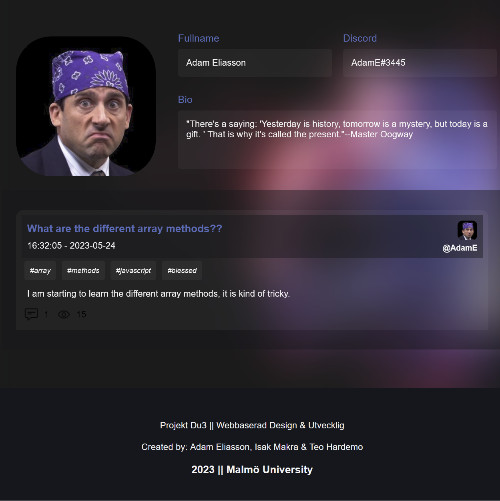 Fullname
Discord
Adam Eliasson
AdamE#3445
Bio
"There's a saying: 'Yesterday is history, tomorrow is a mystery, but today is a
gift. ' That is why it's called the present."--Master Oogway
What are the different array methods??
16:32:05 - 2023-05-24
@AdamE
#array
#methods
#javascript
#blessed
I am starting to learn the different array methods, it is kind of tricky.
1
15
Projekt Du3 || Webbaserad Design & Utvecklig
Created by: Adam Eliasson, Isak Makra & Teo Hardemo
2023 || Malmö University